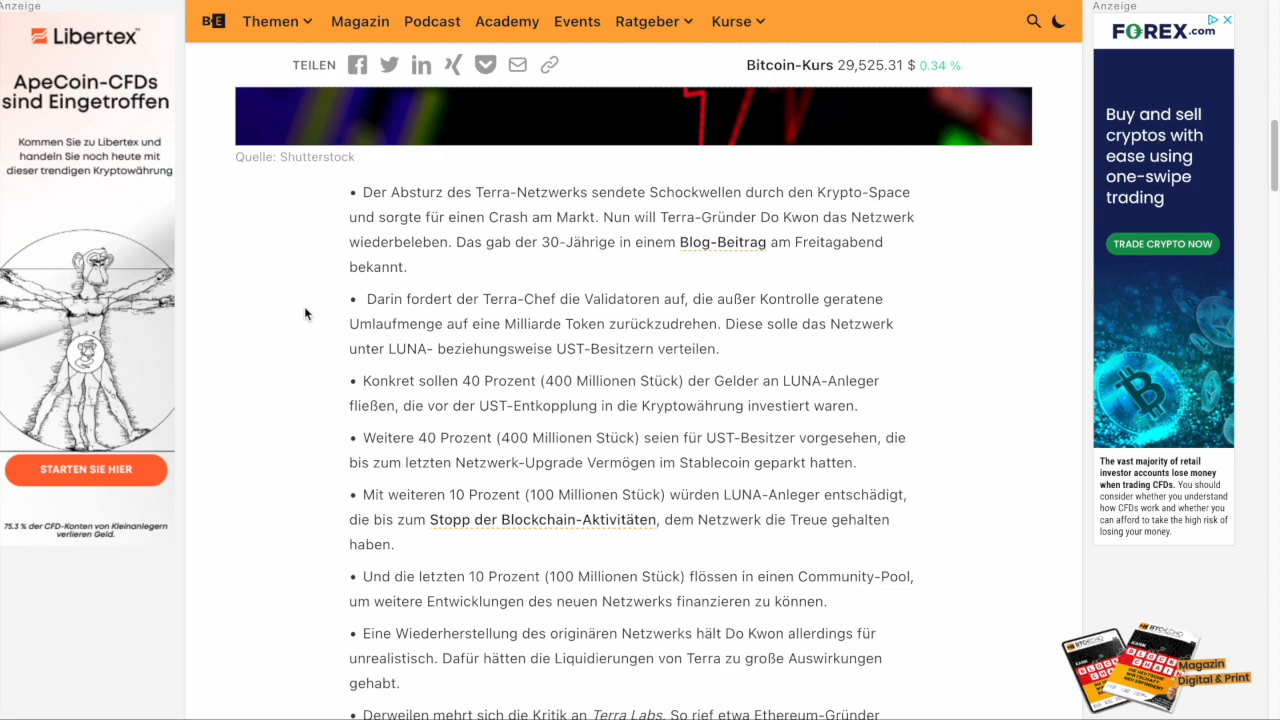 Anzeige
Libertex
ApeCoin-CFDs
sind Eingetroffen
Kommen Sie zu Libertex und
handeln Sie noch heute mit
dieser trendigen Kryptowährung
STARTEN SIE HIER
75.3 % der CFD-Konten von Kleinanlegern
verlieren Geld.
B·E Themen Magazin Podcast Academy Events Ratgeber Kurse
TEILEN
Bitcoin-Kurs 29,525.31 $ 0.34 %
Quelle: Shutterstock
• Der Absturz des Terra-Netzwerks sendete Schockwellen durch den Krypto-Space
und sorgte für einen Crash am Markt. Nun will Terra-Gründer Do Kwon das Netzwerk
wiederbeleben. Das gab der 30-Jährige in einem Blog-Beitrag am Freitagabend
bekannt.
• Darin fordert der Terra-Chef die Validatoren auf, die außer Kontrolle geratene
Umlaufmenge auf eine Milliarde Token zurückzudrehen. Diese solle das Netzwerk
unter LUNA- beziehungsweise UST-Besitzern verteilen.
• Konkret sollen 40 Prozent (400 Millionen Stück) der Gelder an LUNA-Anleger
fließen, die vor der UST-Entkopplung in die Kryptowährung investiert waren.
• Weitere 40 Prozent (400 Millionen Stück) seien für UST-Besitzer vorgesehen, die
bis zum letzten Netzwerk-Upgrade Vermögen im Stablecoin geparkt hatten.
• Mit weiteren 10 Prozent (100 Millionen Stück) würden LUNA-Anleger entschädigt,
die bis zum Stopp der Blockchain-Aktivitäten, dem Netzwerk die Treue gehalten
haben.
• Und die letzten 10 Prozent (100 Millionen Stück) flössen in einen Community-Pool,
um weitere Entwicklungen des neuen Netzwerks finanzieren zu können.
• Eine Wiederherstellung des originären Netzwerks hält Do Kwon allerdings für
unrealistisch. Dafür hätten die Liquidierungen von Terra zu große Auswirkungen
gehabt.
• Derweilen mehrt sich die Kritik an Terra Labs. So rief etwa Ethereum-Gründer
Anzeige
FOREX.com
Buy and sell
cryptos with
ease using
one-swipe
trading
TRADE CRYPTO NOW
The vast majority of retail
investor accounts lose money
when trading CFDs. You should
consider whether you understand
how CFDs work and whether you
can afford to take the high risk of
losing your money.
Magazin
Digital & Print